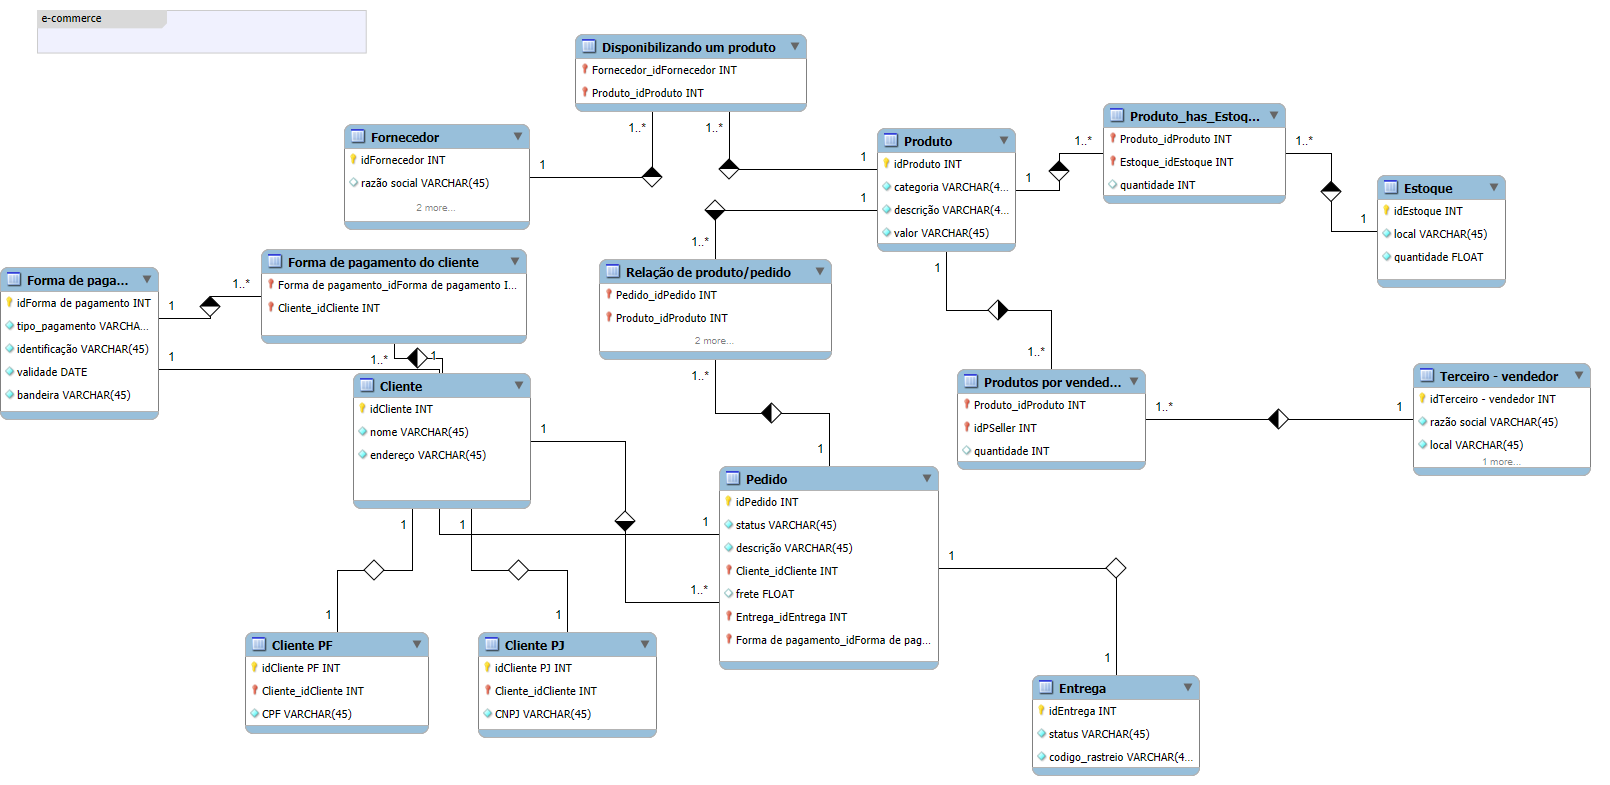 e-commerce
Disponibilizando um produto
Fornecedor_idFornecedor INT
Produto_idProduto INT
1..*
1..*
Fornecedor
idFornecedor INT
razão social VARCHAR(45)
2 more...
1
1
Produto
idProduto INT
categoria VARCHAR(4...
descrição VARCHAR(4...
valor VARCHAR(45)
1
1
1
1..*
Produto_has_Estoq...
Produto_idProduto INT
Estoque_idEstoque INT
quantidade INT
1..*
1
Estoque
idEstoque INT
local VARCHAR(45)
quantidade FLOAT
Forma de paga...
idForma de pagamento INT
tipo_pagamento VARCHA...
identificação VARCHAR(45)
validade DATE
bandeira VARCHAR(45)
1
1
1..*
Forma de pagamento do cliente
Forma de pagamento_idForma de pagamento I...
Cliente_idCliente INT
1..*
1
1..*
Relação de produto/pedido
Pedido_idPedido INT
Produto_idProduto INT
2 more...
1..*
1
1..*
Produtos por vended...
Produto_idProduto INT
idPSeller INT
quantidade INT
1..*
1
Terceiro - vendedor
idTerceiro - vendedor INT
razão social VARCHAR(45)
local VARCHAR(45)
1 more...
Cliente
idCliente INT
nome VARCHAR(45)
endereço VARCHAR(45)
1
1
1
1
1..*
Pedido
idPedido INT
status VARCHAR(45)
descrição VARCHAR(45)
Cliente_idCliente INT
frete FLOAT
Entrega_idEntrega INT
Forma de pagamento_idForma de pag...
1
1
1
1
Cliente PF
idCliente PF INT
Cliente_idCliente INT
CPF VARCHAR(45)
Cliente PJ
idCliente PJ INT
Cliente_idCliente INT
CNPJ VARCHAR(45)
Entrega
idEntrega INT
status VARCHAR(45)
codigo_rastreio VARCHAR(4...